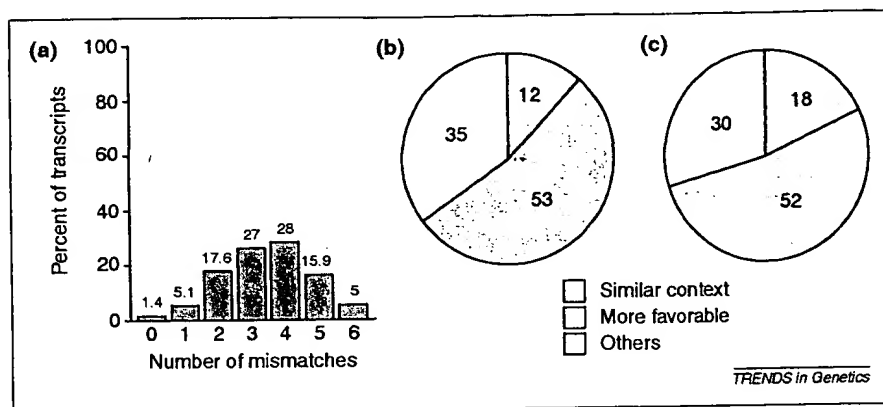 (a)
100
80
60
40
20
0
Percent of transcripts
1.4
5.1
17.6
27
28
15.9
5
0 1 2 3 4 5 6
Number of mismatches
(b)
12
35
53
(c)
18
30
52
Similar context
More favorable
Others
TRENDS in Genetics